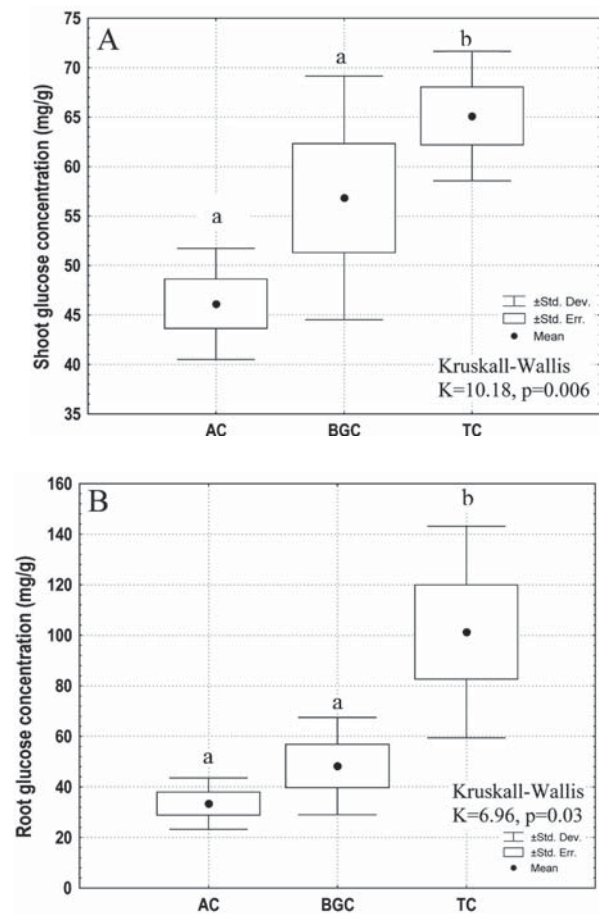 A
Shoot glucose concentration (mg/g)
75
70
65
60
55
50
45
40
35
a
a
b
±Std. Dev.
±Std. Err.
Mean
Kruskall-Wallis
K=10.18, p=0.006
AC
BGC
TC
B
Root glucose concentration (mg/g)
160
140
120
100
80
60
40
20
0
a
a
b
Kruskall-Wallis
K=6.96, p=0.03
±Std. Dev.
±Std. Err.
Mean
AC
BGC
TC